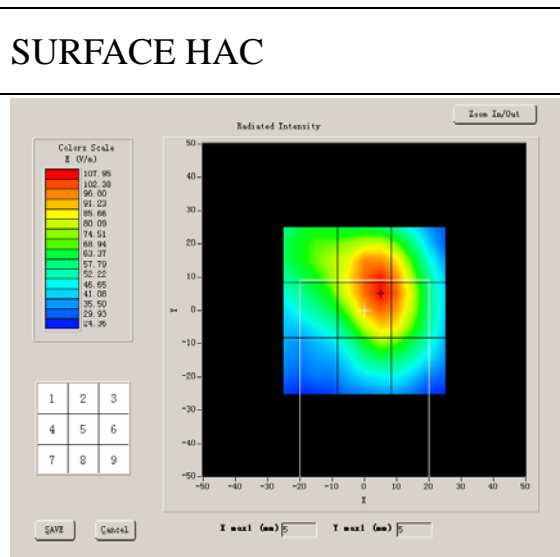 SURFACE HAC
Zoom In/Out
Radiated Intensity
Colors Scale
E (V/m)
107.95
102.38
96.80
91.23
85.66
80.09
74.51
68.94
63.37
57.79
52.22
46.65
41.08
35.50
29.93
24.36
50
40
30
20
10
0
-10
-20
-30
-40
-50
Y
-50 -40 -30 -20 -10 0 10 20 30 40 50
X
1 2 3
4 5 6
7 8 9
SAVE Cancel
X maxi (mm) 5 Y maxi (mm) 5